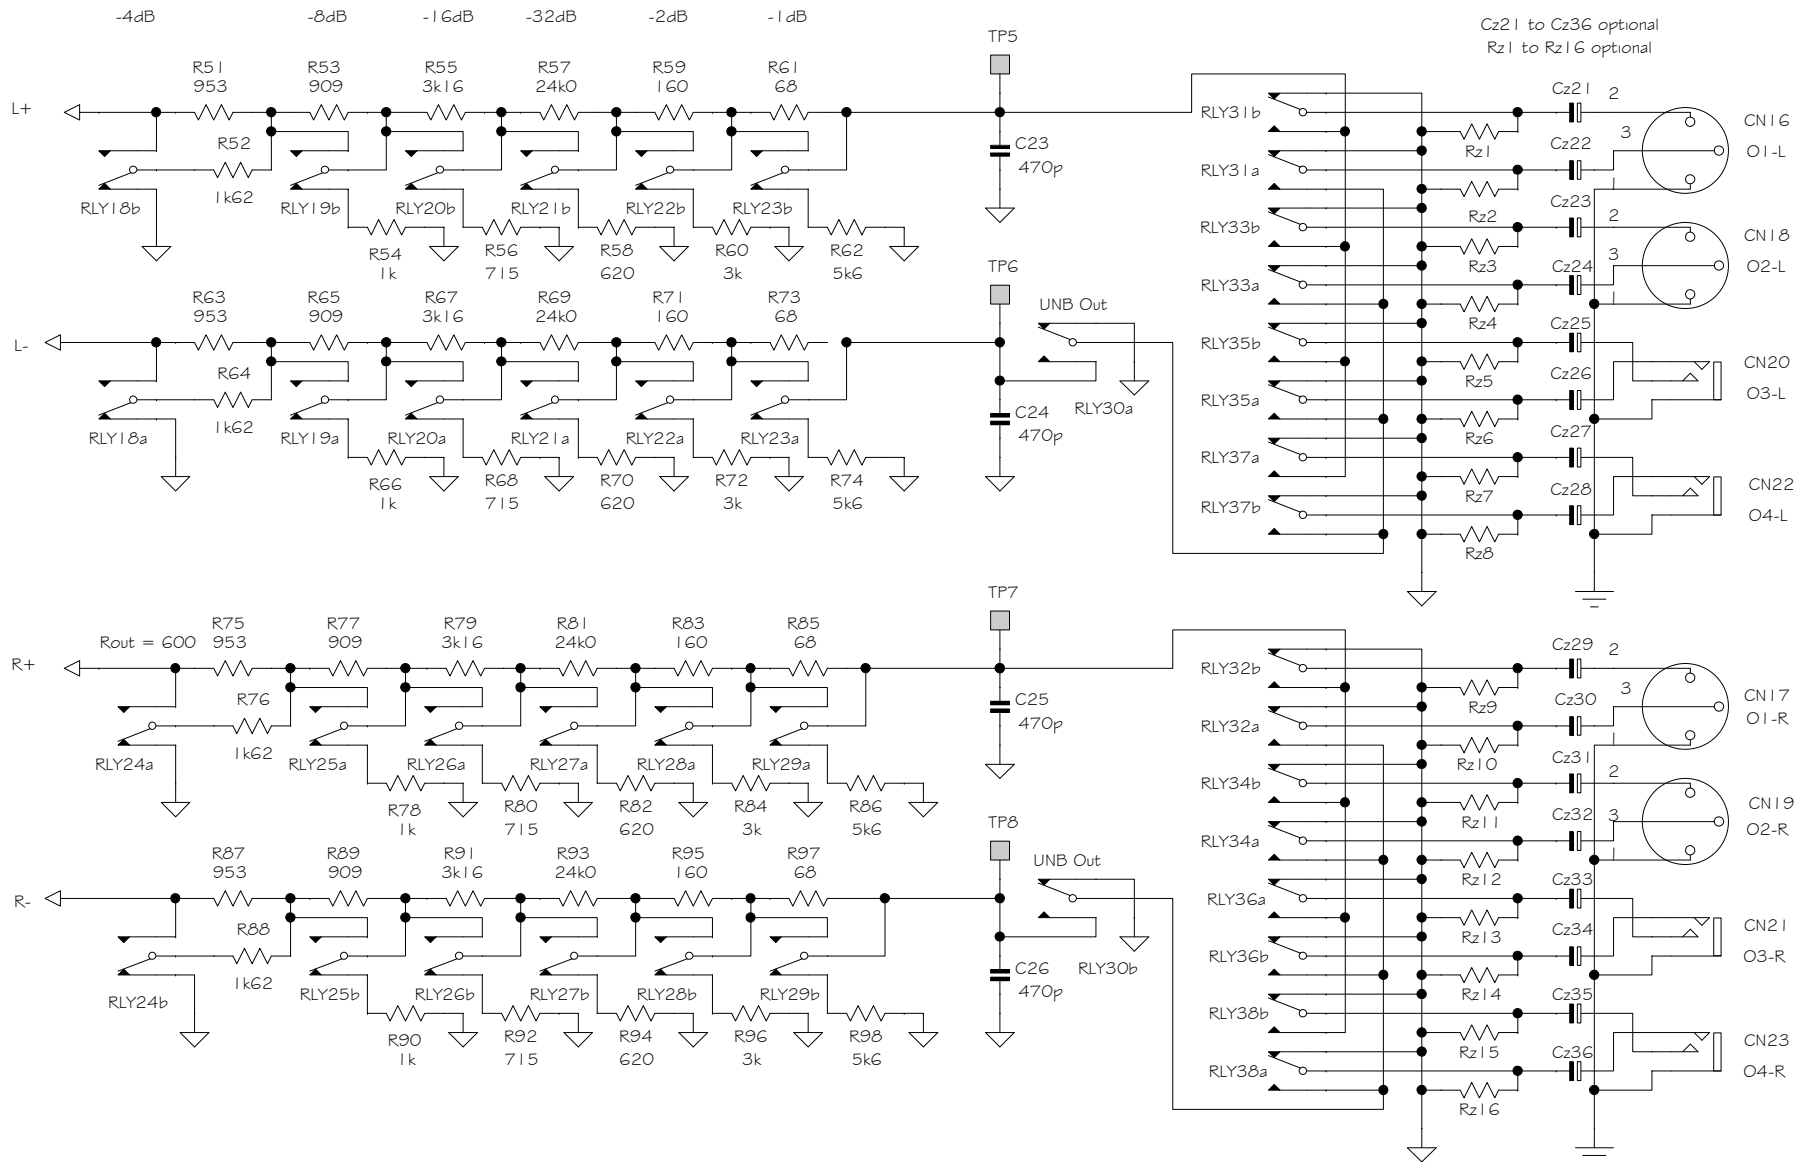 -4dB -8dB -16dB -32dB -2dB -1dB
Cz21 to Cz36 optional
Rz1 to Rz16 optional
TP5
R51 R53 R55 R57 R59 R61
953 909 3k16 24k0 160 68
L+
R52
1k62
RLY18b RLY19b RLY20b RLY21b RLY22b RLY23b
R54 R56 R58 R60 R62
1k 715 620 3k 5k6
C23
470p
TP6
UNB Out
R63 R65 R67 R69 R71 R73
953 909 3k16 24k0 160 68
L-
R64
1k62
RLY18a RLY19a RLY20a RLY21a RLY22a RLY23a
R66 R68 R70 R72 R74
1k 715 620 3k 5k6
C24
470p
RLY30a
RLY31b
RLY31a
RLY33b
RLY33a
RLY35b
RLY35a
RLY37a
RLY37b
Rz1
Rz2
Rz3
Rz4
Rz5
Rz6
Rz7
Rz8
Cz21
Cz22
Cz23
Cz24
Cz25
Cz26
Cz27
Cz28
2
3
1
CN16
O1-L
2
3
1
CN18
O2-L
CN20
O3-L
CN22
O4-L
TP7
Rout = 600
R75 R77 R79 R81 R83 R85
953 909 3k16 24k0 160 68
R+
R76
1k62
RLY24a RLY25a RLY26a RLY27a RLY28a RLY29a
R78 R80 R82 R84 R86
1k 715 620 3k 5k6
C25
470p
TP8
UNB Out
R87 R89 R91 R93 R95 R97
953 909 3k16 24k0 160 68
R-
R88
1k62
RLY24b RLY25b RLY26b RLY27b RLY28b RLY29b
R90 R92 R94 R96 R98
1k 715 620 3k 5k6
C26
470p
RLY30b
RLY32b
RLY32a
RLY34b
RLY34a
RLY36a
RLY36b
RLY38b
RLY38a
Rz9
Rz10
Rz11
Rz12
Rz13
Rz14
Rz15
Rz16
Cz29
Cz30
Cz31
Cz32
Cz33
Cz34
Cz35
Cz36
2
3
1
CN17
O1-R
2
3
1
CN19
O2-R
CN21
O3-R
CN23
O4-R